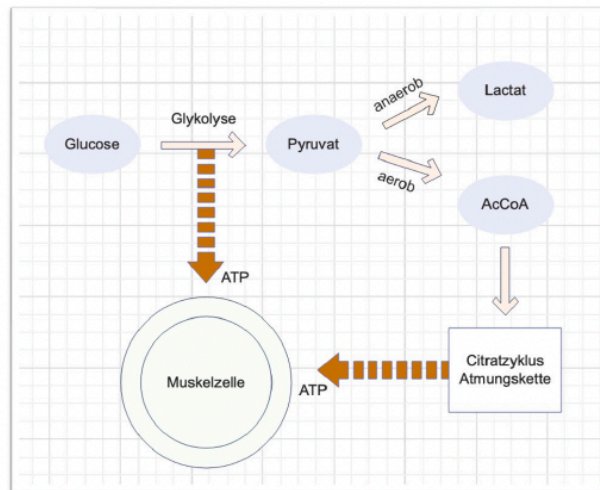 Glucose
Glykolyse
Pyruvat
anaerob
Lactat
aerob
AcCoA
ATP
Muskelzelle
ATP
Citratzyklus
Atmungskette